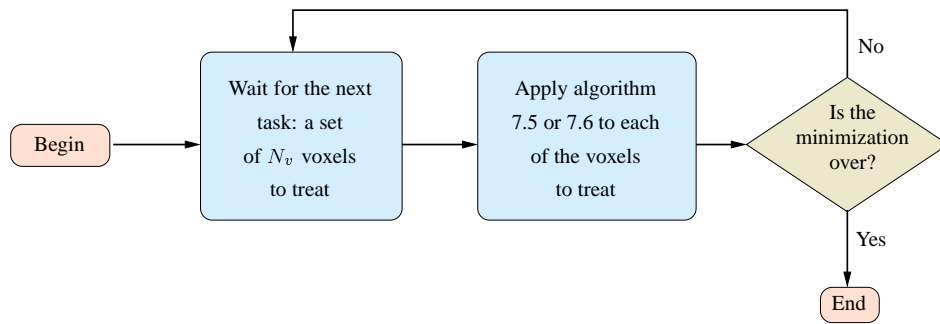 Begin
Wait for the next
task: a set
of $N_v$ voxels
to treat
Apply algorithm
7.5 or 7.6 to each
of the voxels
to treat
Is the
minimization
over?
No
Yes
End